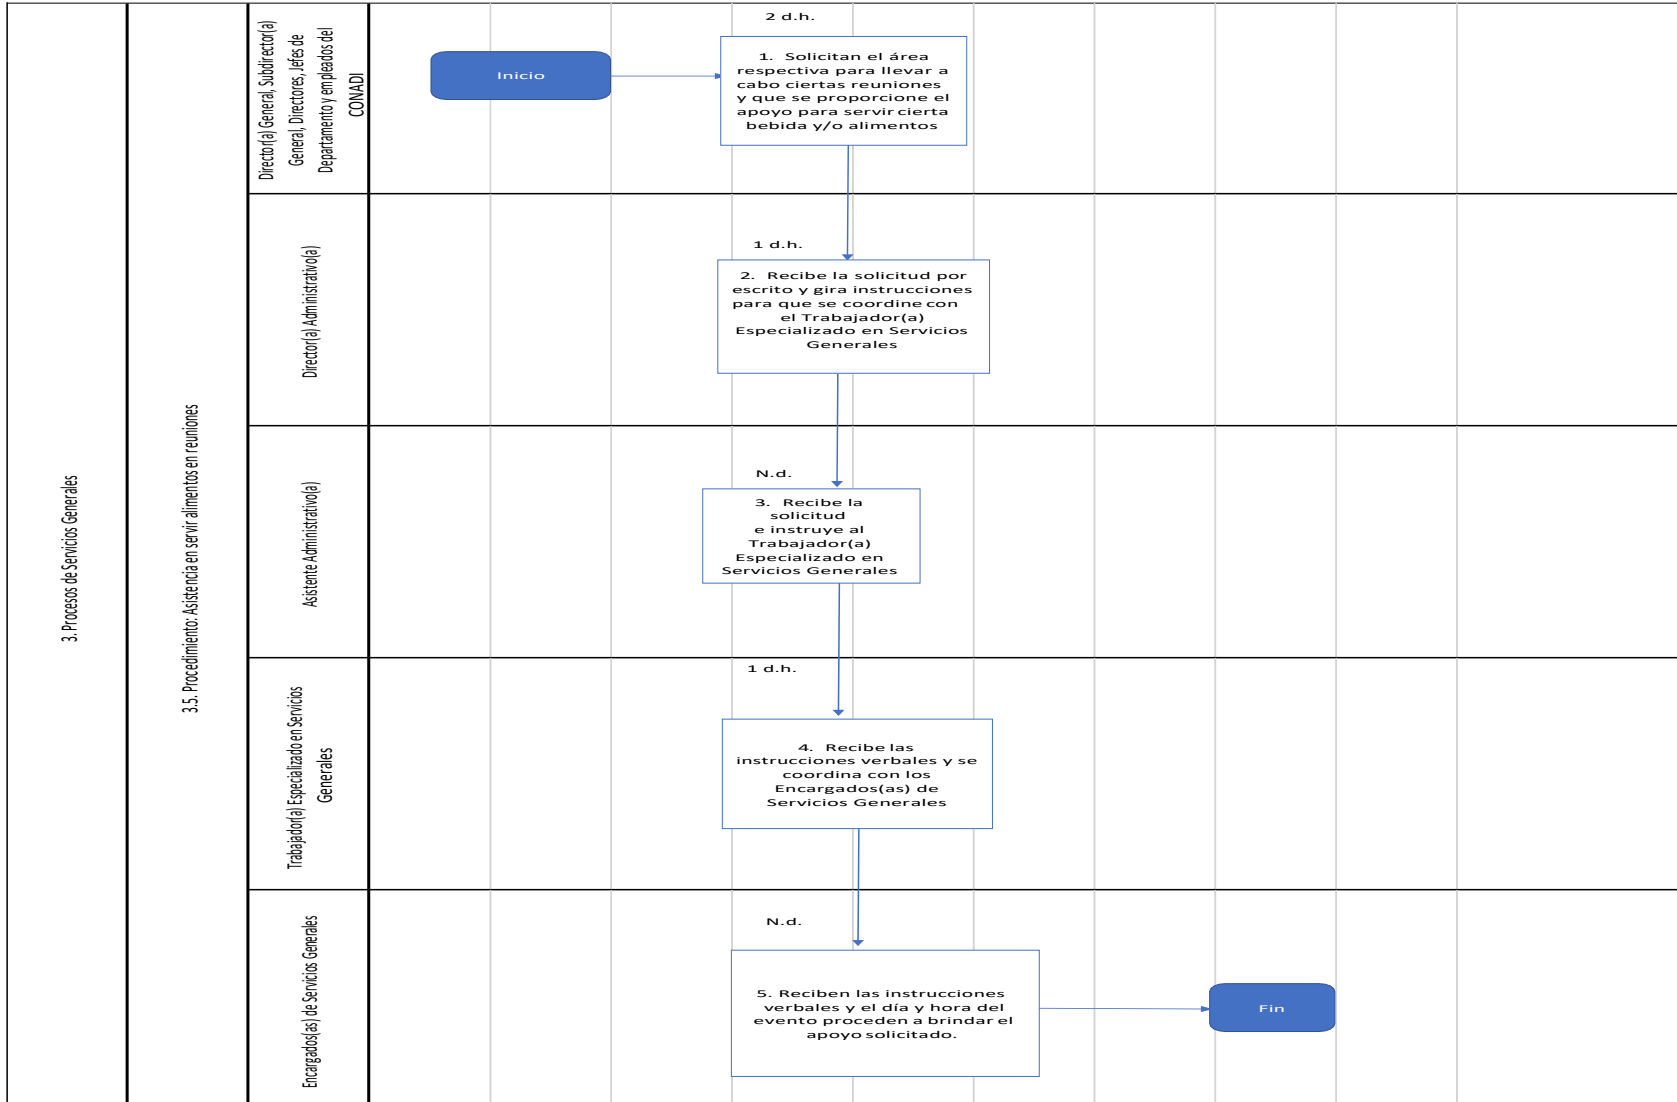 3. Procesos de Servicios Generales
3.5. Procedimiento: Asistencia en servir alimentos en reuniones
Director(a) General, Subdirector(a)
General, Directores, Jefes de
Departamento y empleados del
CONADI
Inicio
2 d.h.
1. Solicitan el área
respectiva para llevar a
cabo ciertas reuniones
y que se proporcione el
apoyo para servir cierta
bebida y/o alimentos
Director(a) Administrativo(a)
1 d.h.
2. Recibe la solicitud por
escrito y gira instrucciones
para que se coordine con
el Trabajador(a)
Especializado en Servicios
Generales
Asistente Administrativo(a)
N.d.
3. Recibe la
solicitud
e instruye al
Trabajador(a)
Especializado en
Servicios Generales
Trabajador(a) Especializado en Servicios
Generales
1 d.h.
4. Recibe las
instrucciones verbales y se
coordina con los
Encargados(as) de
Servicios Generales
Encargados(as) de Servicios Generales
N.d.
5. Reciben las instrucciones
verbales y el día y hora del
evento proceden a brindar el
apoyo solicitado.
Fin